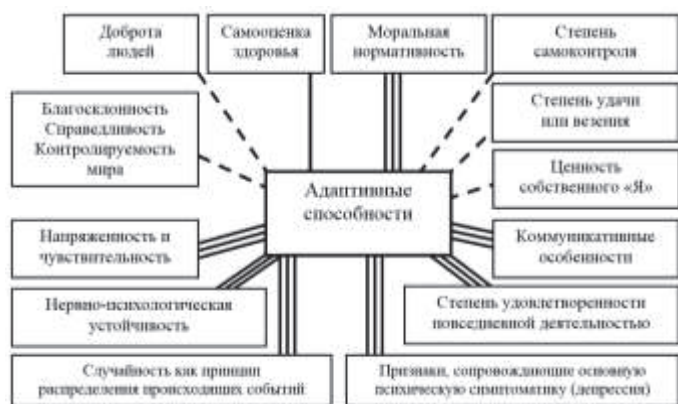 Доброта
людей
Самооценка
здоровья
Моральная
нормативность
Степень
самоконтроля
Благосклонность
Справедливость
Контролируемость
мира
Степень удачи
или везения
Ценность
собственного «Я»
Адаптивные
способности
Напряженность и
чувствительность
Коммуникативные
особенности
Нервно-психологическая
устойчивость
Степень удовлетворенности
повседневной деятельностью
Случайность как принцип
распределения происходящих событий
Признаки, сопровождающие основную
психическую симптоматику (депрессия)